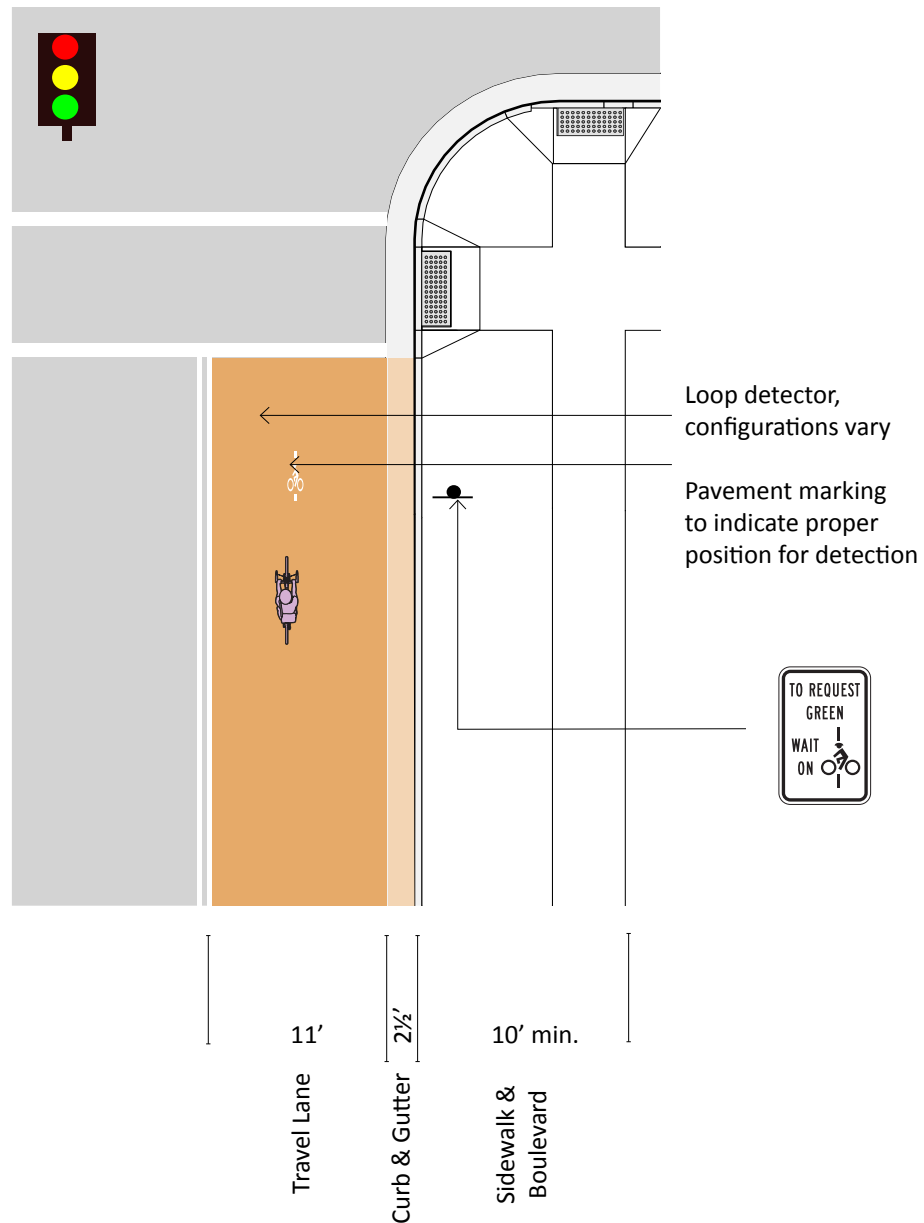 Loop detector,
configurations vary
Pavement marking
to indicate proper
position for detection
TO REQUEST
GREEN
WAIT
ON
11’
2½’
10’ min.
Travel Lane
Curb & Gutter
Sidewalk &
Boulevard